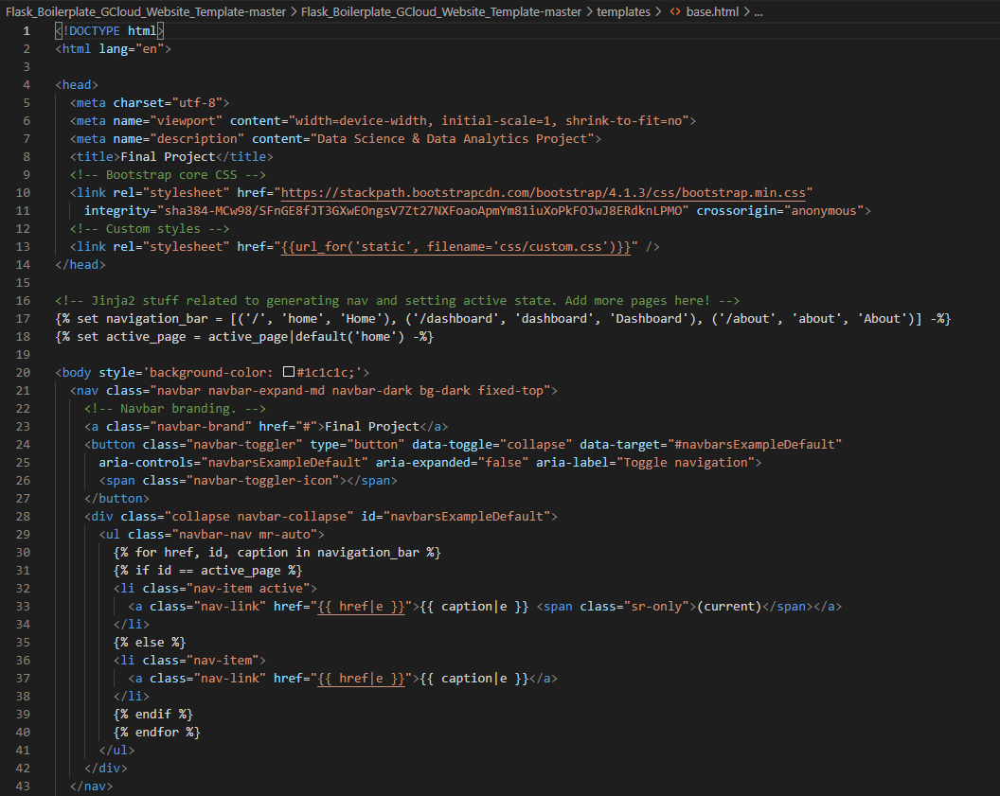 Flask_Boilerplate_GCloud_Website_Template-master > Flask_Boilerplate_GCloud_Website_Template-master > templates > <> base.html > ...
1 <!DOCTYPE html>
2 <html lang="en">
3
4 <head>
5   <meta charset="utf-8">
6   <meta name="viewport" content="width=device-width, initial-scale=1, shrink-to-fit=no">
7   <meta name="description" content="Data Science & Data Analytics Project">
8   <title>Final Project</title>
9   <!-- Bootstrap core CSS -->
10   <link rel="stylesheet" href="https://stackpath.bootstrapcdn.com/bootstrap/4.1.3/css/bootstrap.min.css"
11     integrity="sha384-MCw98/SFnGE8fJT3GXwEOngsV7Zt27NXFoaoApmYm81iuXoPkFOJwJ8ERdknLPMO" crossorigin="anonymous">
12   <!-- Custom styles -->
13   <link rel="stylesheet" href="{{url_for('static', filename='css/custom.css')}}" />
14 </head>
15
16 <!-- Jinja2 stuff related to generating nav and setting active state. Add more pages here! -->
17 {% set navigation_bar = [('/', 'home', 'Home'), ('/dashboard', 'dashboard', 'Dashboard'), ('/about', 'about', 'About')] -%}
18 {% set active_page = active_page|default('home') -%}
19
20 <body style='background-color: #1c1c1c;'>
21   <nav class="navbar navbar-expand-md navbar-dark bg-dark fixed-top">
22     <!-- Navbar branding. -->
23     <a class="navbar-brand" href="#">Final Project</a>
24     <button class="navbar-toggler" type="button" data-toggle="collapse" data-target="#navbarsExampleDefault"
25       aria-controls="navbarsExampleDefault" aria-expanded="false" aria-label="Toggle navigation">
26       <span class="navbar-toggler-icon"></span>
27     </button>
28     <div class="collapse navbar-collapse" id="navbarsExampleDefault">
29       <ul class="navbar-nav mr-auto">
30         {% for href, id, caption in navigation_bar %}
31         {% if id == active_page %}
32         <li class="nav-item active">
33           <a class="nav-link" href="{{ href|e }}">{{ caption|e }} <span class="sr-only">(current)</span></a>
34         </li>
35         {% else %}
36         <li class="nav-item">
37           <a class="nav-link" href="{{ href|e }}">{{ caption|e }}</a>
38         </li>
39         {% endif %}
40         {% endfor %}
41       </ul>
42     </div>
43   </nav>